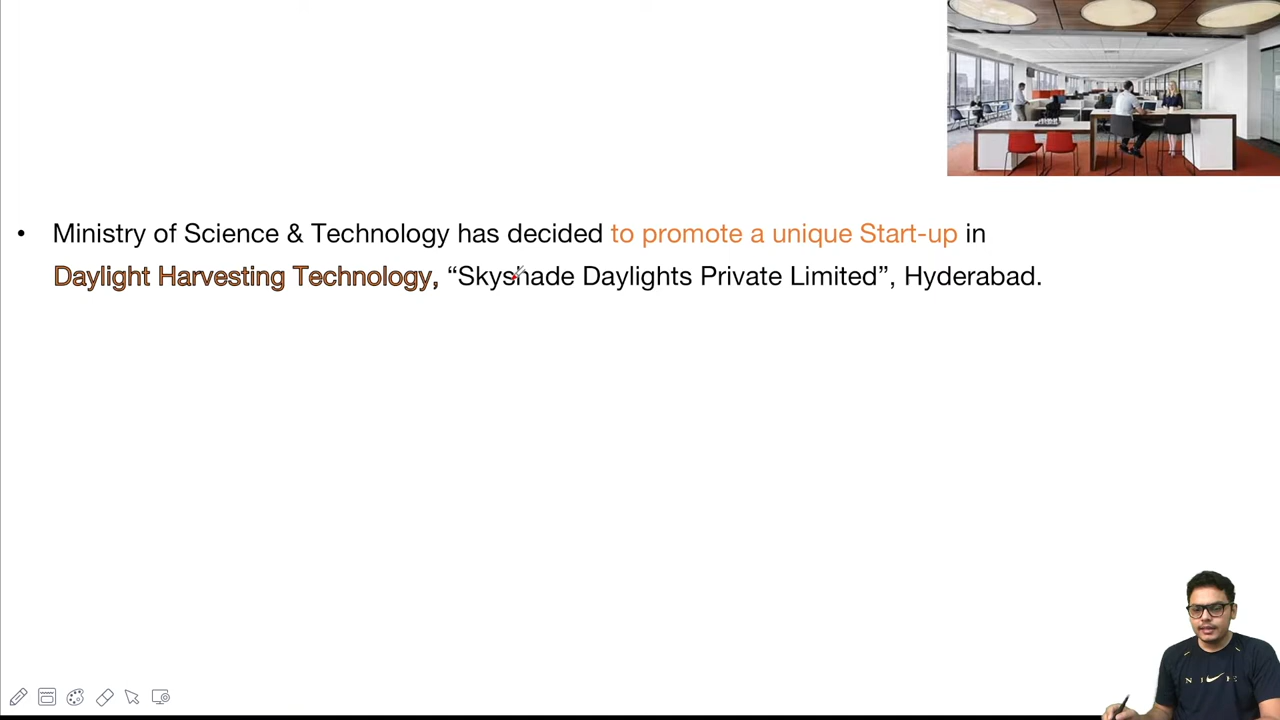 • Ministry of Science & Technology has decided to promote a unique Start-up in
Daylight Harvesting Technology, “Skyshade Daylights Private Limited”, Hyderabad.
NIKE